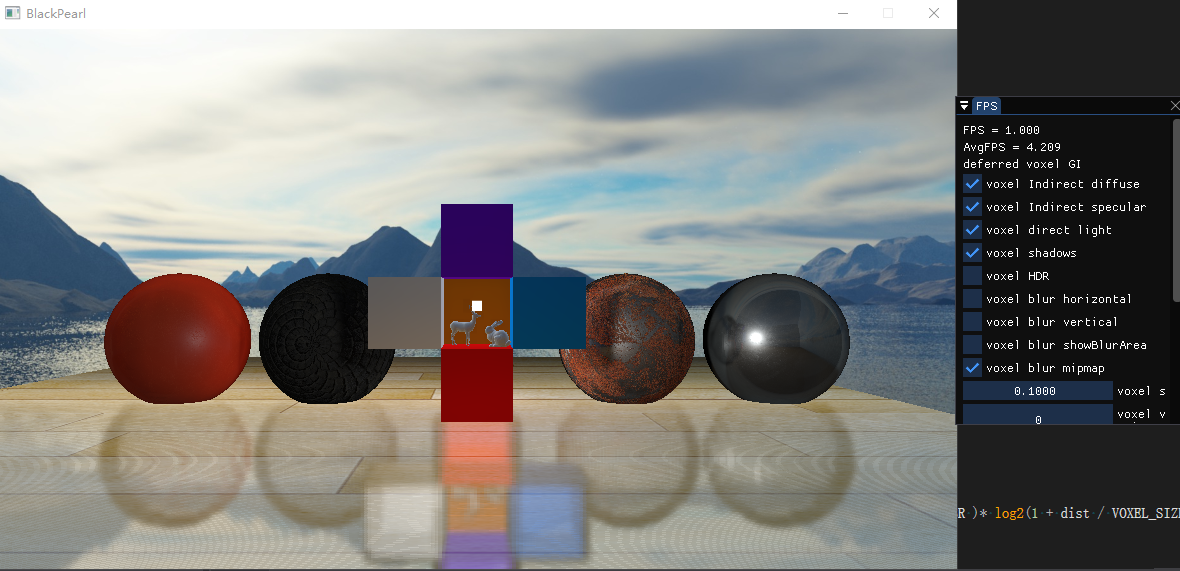 BlackPearl
FPS
FPS = 1.000
AvgFPS = 4.209
deferred voxel GI
voxel Indirect diffuse
voxel Indirect specular
voxel direct light
voxel shadows
voxel HDR
voxel blur horizontal
voxel blur vertical
voxel blur showBlurArea
voxel blur mipmap
0.1000 voxel s
0 voxel v
R )* log2(1 + dist / VOXEL_SIZE